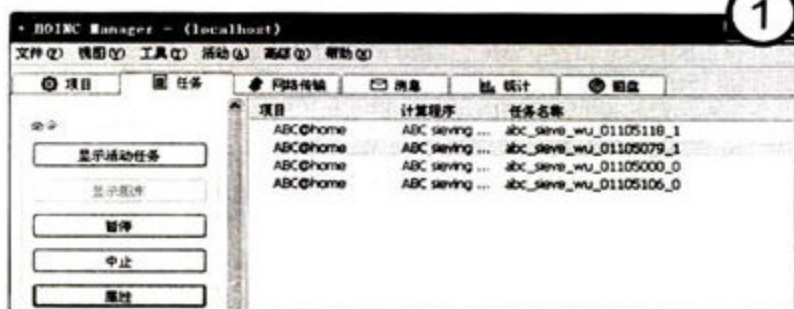 1
BOINC Manager - (localhost)
文件(F) 视图(V) 工具(T) 活动(A) 高级(D) 帮助(H)
项目 任务 网络传输 消息 统计 磁盘
项目 计算程序 任务名称
ABC@home ABC sieving ... abc_sieve_wu_01105118_1
命令
ABC@home ABC sieving ... abc_sieve_wu_01105079_1
显示活动任务
ABC@home ABC sieving ... abc_sieve_wu_01105000_0
ABC@home ABC sieving ... abc_sieve_wu_01105106_0
显示图形
暂停
中止
属性